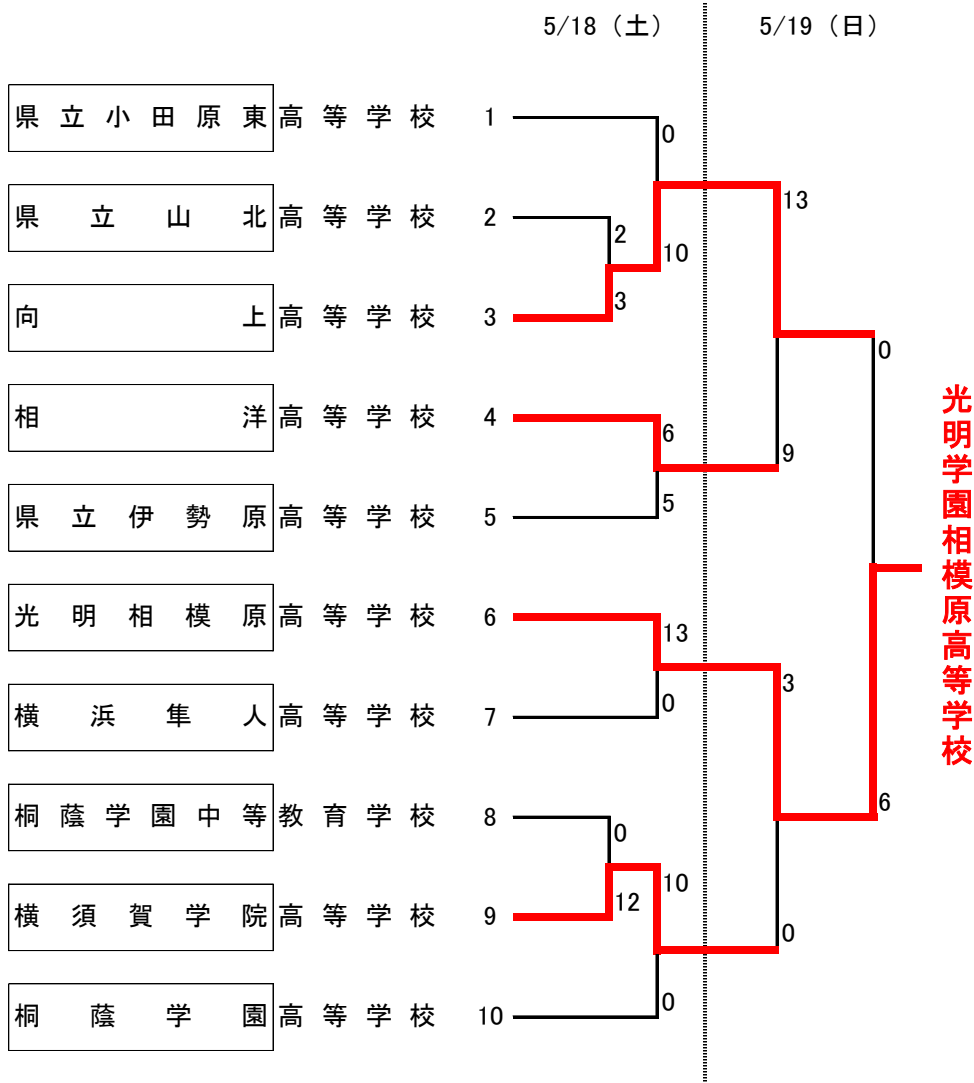 5/18（土） 5/19（日）
県立小田原東高等学校 1
0
13
県立山北高等学校 2
2
10
3
向上高等学校 3
0
相洋高等学校 4
6
9
5
県立伊勢原高等学校 5
光明学園相模原高等学校
光明相模原高等学校 6
13
3
0
横浜隼人高等学校 7
6
桐蔭学園中等教育学校 8
0
10
12
横須賀学院高等学校 9
0
0
桐蔭学園高等学校 10